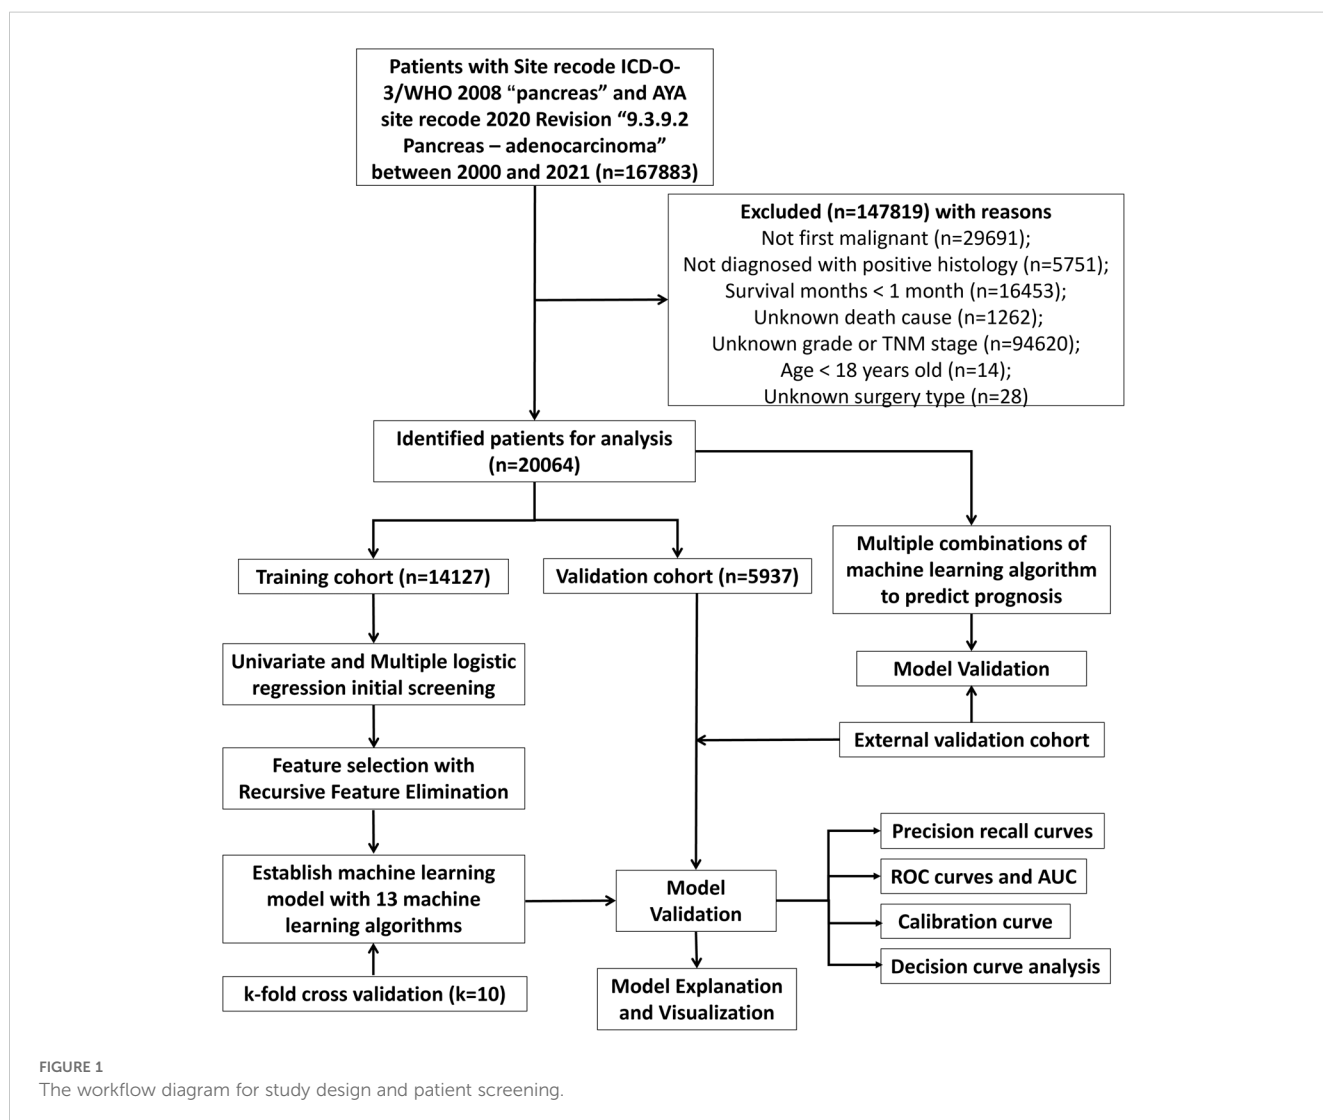 Patients with Site recode ICD-O-
3/WHO 2008 “pancreas” and AYA
site recode 2020 Revision “9.3.9.2
Pancreas – adenocarcinoma”
between 2000 and 2021 (n=167883)
Excluded (n=147819) with reasons
Not first malignant (n=29691);
Not diagnosed with positive histology (n=5751);
Survival months < 1 month (n=16453);
Unknown death cause (n=1262);
Unknown grade or TNM stage (n=94620);
Age < 18 years old (n=14);
Unknown surgery type (n=28)
Identified patients for analysis
(n=20064)
Training cohort (n=14127)
Validation cohort (n=5937)
Multiple combinations of
machine learning algorithm
to predict prognosis
Univariate and Multiple logistic
regression initial screening
Model Validation
External validation cohort
Feature selection with
Recursive Feature Elimination
Establish machine learning
model with 13 machine
learning algorithms
k-fold cross validation (k=10)
Model
Validation
Model Explanation
and Visualization
Precision recall curves
ROC curves and AUC
Calibration curve
Decision curve analysis
FIGURE 1
The workflow diagram for study design and patient screening.